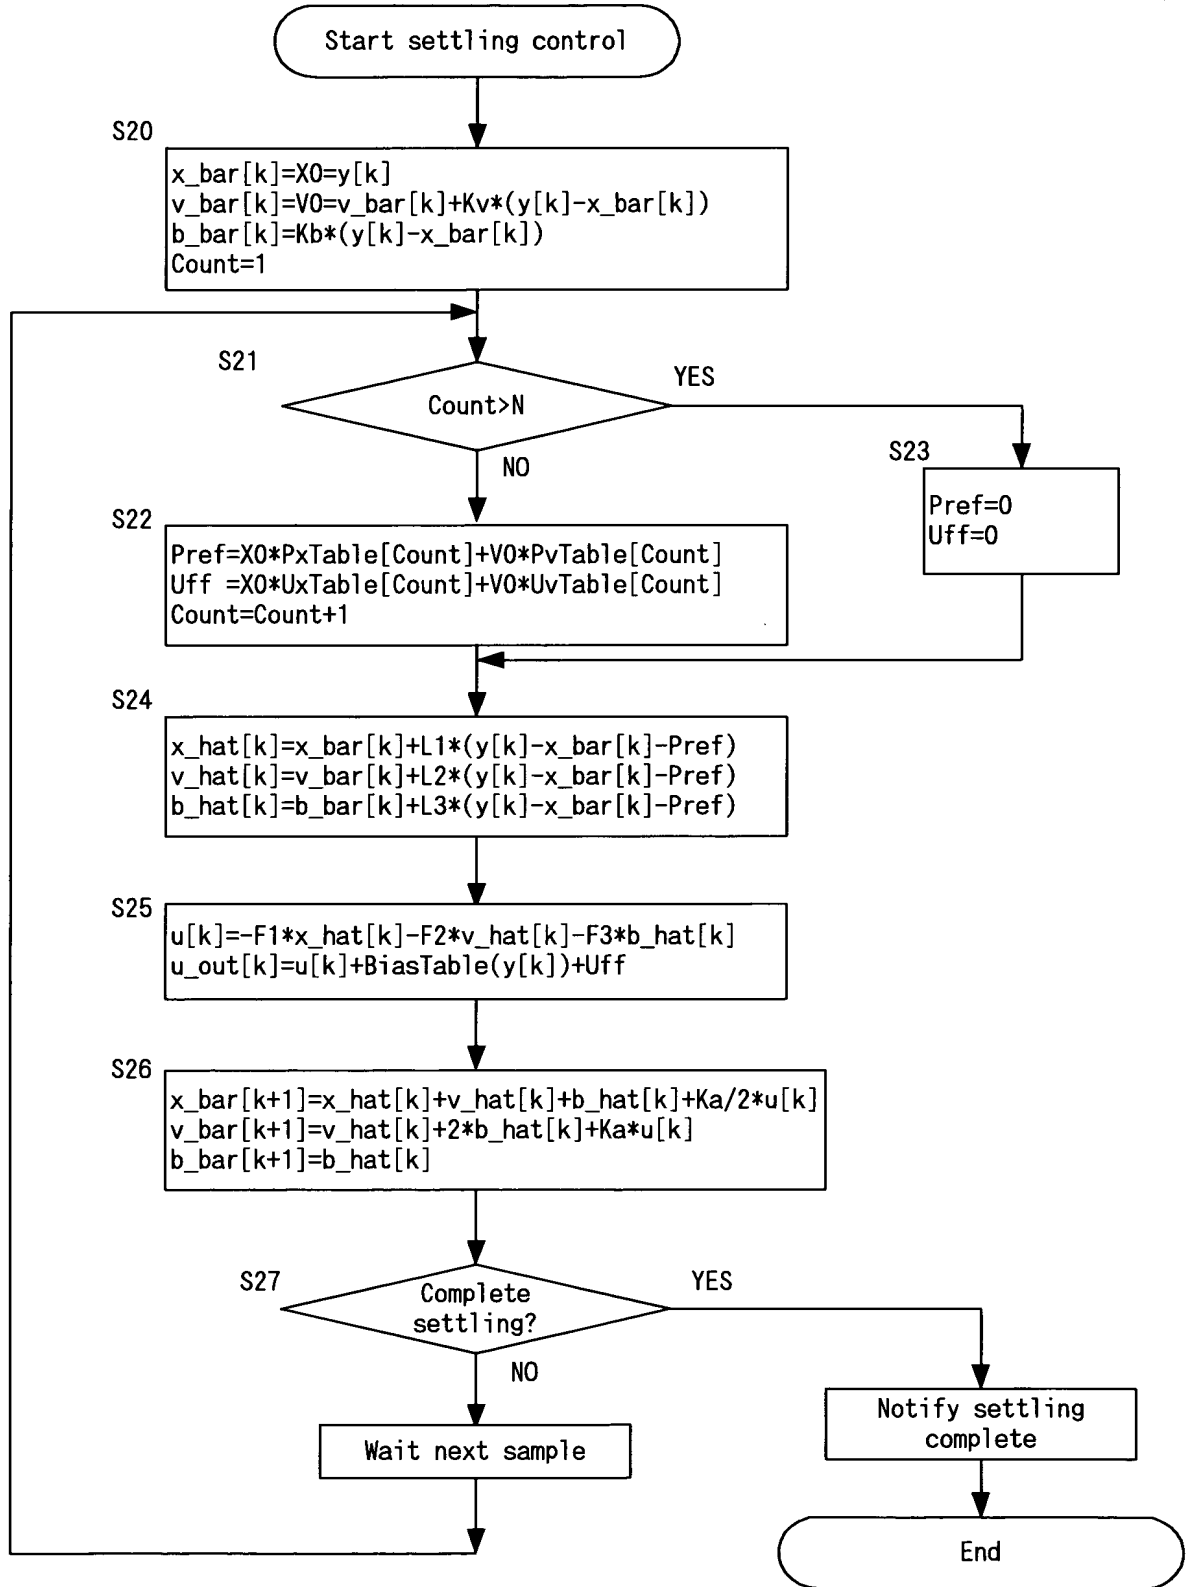 Start settling control
S20
x_bar[k]=X0=y[k]
v_bar[k]=V0=v_bar[k]+Kv*(y[k]-x_bar[k])
b_bar[k]=Kb*(y[k]-x_bar[k])
Count=1
S21
Count>N
YES
NO
S23
Pref=0
Uff=0
S22
Pref=X0*PxTable[Count]+V0*PvTable[Count]
Uff =X0*UxTable[Count]+V0*UvTable[Count]
Count=Count+1
S24
x_hat[k]=x_bar[k]+L1*(y[k]-x_bar[k]-Pref)
v_hat[k]=v_bar[k]+L2*(y[k]-x_bar[k]-Pref)
b_hat[k]=b_bar[k]+L3*(y[k]-x_bar[k]-Pref)
S25
u[k]=-F1*x_hat[k]-F2*v_hat[k]-F3*b_hat[k]
u_out[k]=u[k]+BiasTable(y[k])+Uff
S26
x_bar[k+1]=x_hat[k]+v_hat[k]+b_hat[k]+Ka/2*u[k]
v_bar[k+1]=v_hat[k]+2*b_hat[k]+Ka*u[k]
b_bar[k+1]=b_hat[k]
S27
Complete
settling?
YES
NO
Wait next sample
Notify settling
complete
End